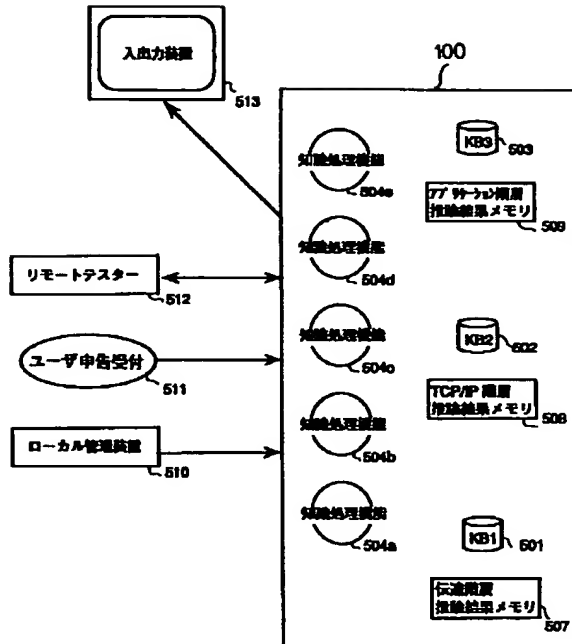 入出力装置
513
100
知識処理機能
504e
KB3
503
アプリケーション階層
推論結果メモリ
509
知識処理機能
504d
リモートテスター
512
知識処理機能
504c
KB2
502
ユーザ申告受付
511
TCP/IP 階層
推論結果メモリ
508
知識処理機能
504b
ローカル管理装置
510
知識処理機能
504a
KB1
501
伝達階層
推論結果メモリ
507